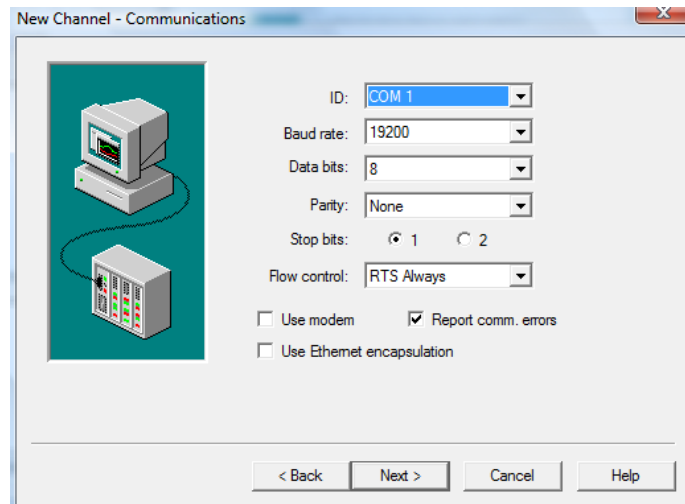 New Channel - Communications
ID: COM 1
Baud rate: 19200
Data bits: 8
Parity: None
Stop bits: 1 2
Flow control: RTS Always
Use modem Report comm. errors
Use Ethernet encapsulation
< Back Next > Cancel Help